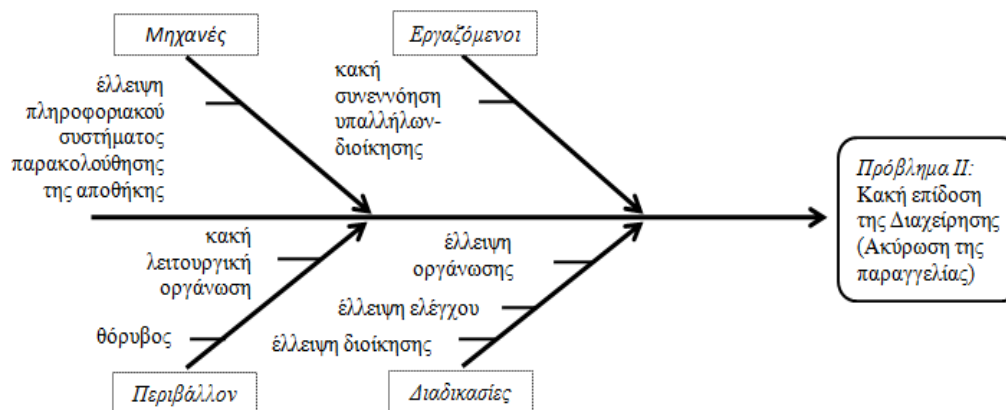 Μηχανές
Εργαζόμενοι
έλλειψη
πληροφοριακού
συστήματος
παρακολούθησης
της αποθήκης
κακή
συνεννόηση
υπαλλήλων-
διοίκησης
Πρόβλημα ΙΙ:
Κακή επίδοση
της Διαχείρησης
(Ακύρωση της
παραγγελίας)
κακή
λειτουργική
οργάνωση
θόρυβος
έλλειψη
οργάνωσης
έλλειψη ελέγχου
έλλειψη διοίκησης
Περιβάλλον
Διαδικασίες